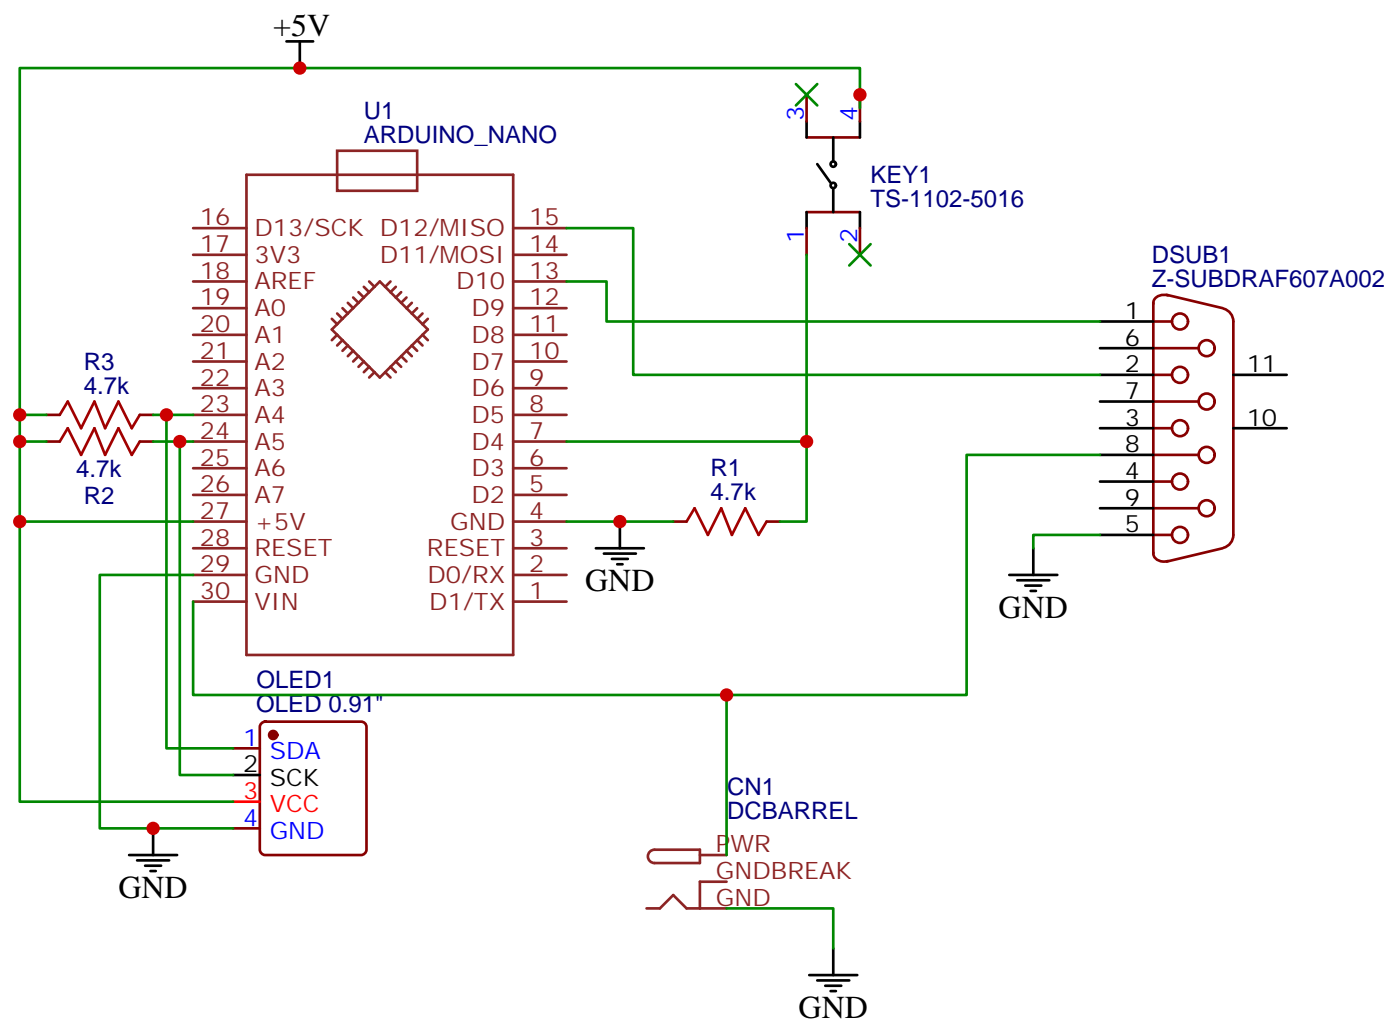 +5V
U1
ARDUINO_NANO
16 D13/SCK D12/MISO 15
17 3V3 D11/MOSI 14
18 AREF D10 13
19 A0 D9 12
20 A1 D8 11
21 A2 D7 10
22 A3 D6 9
23 A4 D5 8
24 A5 D4 7
25 A6 D3 6
26 A7 D2 5
27 +5V GND 4
28 RESET RESET 3
29 GND D0/RX 2
30 VIN D1/TX 1
R3
4.7k
4.7k
R2
3 4
KEY1
TS-1102-5016
1 2
R1
4.7k
GND
DSUB1
Z-SUBDRAF607A002
1
6
2 11
7
3 10
8
4
9
5
GND
OLED1
OLED 0.91"
1 SDA
2 SCK
3 VCC
4 GND
GND
CN1
DCBARREL
PWR
GNDBREAK
GND
GND